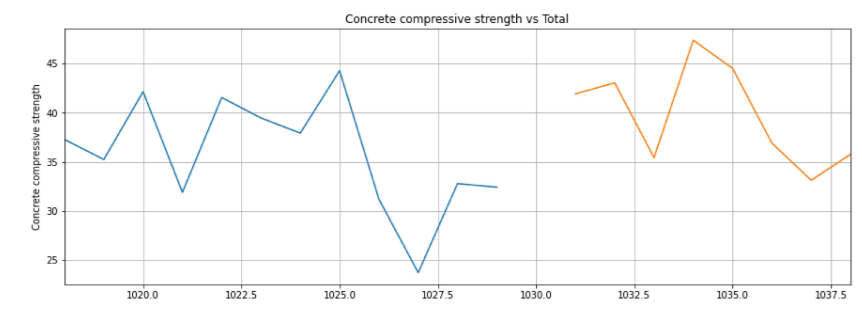 Concrete compressive strength vs Total
Concrete compressive strength
45
40
35
30
25
1020.0 1022.5 1025.0 1027.5 1030.0 1032.5 1035.0 1037.5